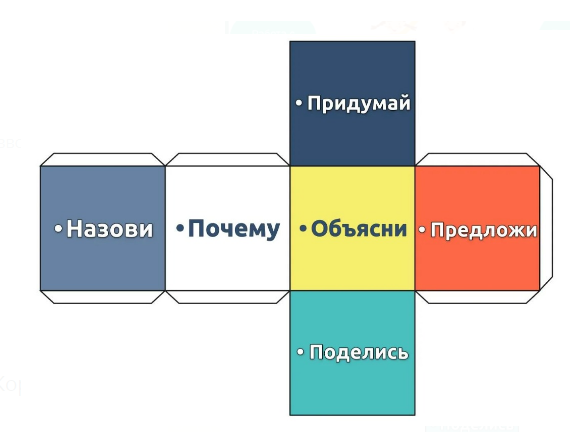 • Придумай
• Назови
• Почему
• Объясни
• Предложи
• Поделись